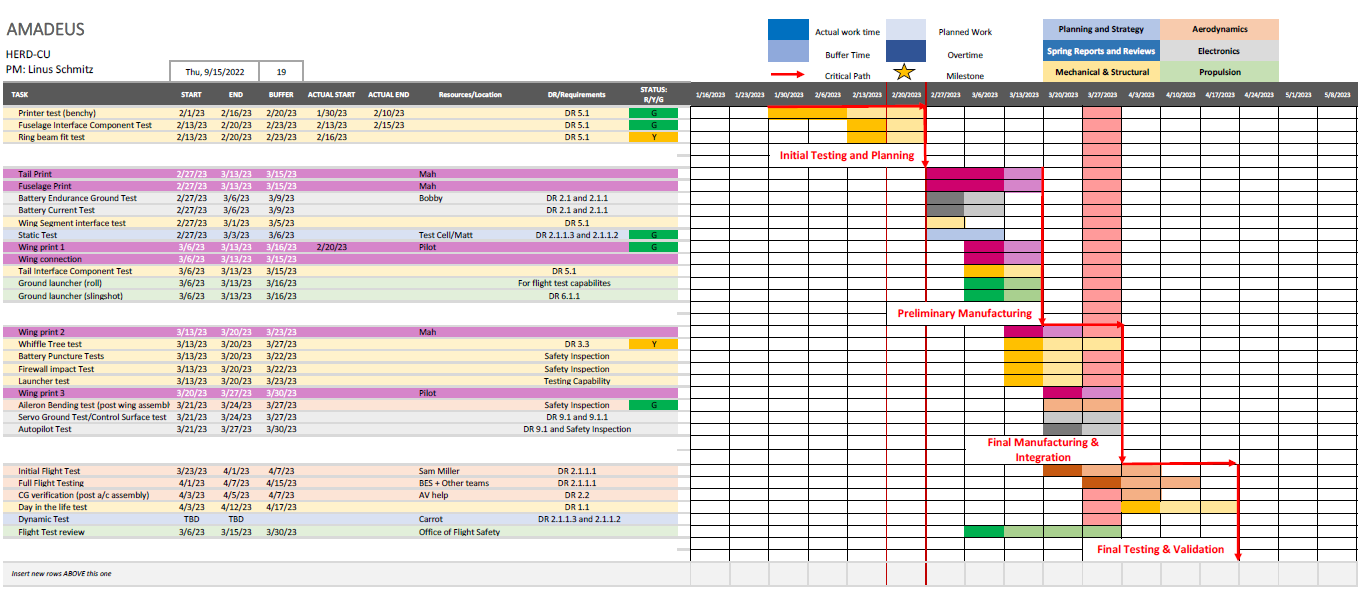 AMADEUS
HERD-CU
PM: Linus Schmitz
Thu, 9/15/2022 19
Actual work time Planned Work
Buffer Time Overtime
Critical Path Milestone
Planning and Strategy Aerodynamics
Spring Reports and Reviews Electronics
Mechanical & Structural Propulsion
TASK START END BUFFER ACTUAL START ACTUAL END Resources/Location DR/Requirements STATUS: R/Y/G 1/16/2023 1/23/2023 1/30/2023 2/6/2023 2/13/2023 2/20/2023 2/27/2023 3/6/2023 3/13/2023 3/20/2023 3/27/2023 4/3/2023 4/10/2023 4/17/2023 4/24/2023 5/1/2023 5/8/2023
Printer test (benchy) 2/1/23 2/16/23 2/20/23 1/30/23 2/10/23 DR 5.1 G
Fuselage Interface Component Test 2/13/23 2/20/23 2/23/23 2/13/23 2/15/23 DR 5.1 G
Ring beam fit test 2/13/23 2/20/23 2/23/23 2/16/23 DR 5.1 Y
Initial Testing and Planning
Tail Print 2/27/23 3/13/23 3/15/23 Mah
Fuselage Print 2/27/23 3/13/23 3/15/23 Mah
Battery Endurance Ground Test 2/27/23 3/6/23 3/9/23 Bobby DR 2.1 and 2.1.1
Battery Current Test 2/27/23 3/6/23 3/9/23 DR 2.1 and 2.1.1
Wing Segment interface test 2/27/23 3/1/23 3/5/23 DR 5.1
Static Test 2/27/23 3/3/23 3/6/23 Test Cell/Matt DR 2.1.1.3 and 2.1.1.2 G
Wing print 1 3/6/23 3/13/23 3/16/23 2/20/23 Pilot G
Wing connection 3/6/23 3/13/23 3/15/23
Tail Interface Component Test 3/6/23 3/13/23 3/15/23 DR 5.1
Ground launcher (roll) 3/6/23 3/13/23 3/16/23 For flight test capabilites
Ground launcher (slingshot) 3/6/23 3/13/23 3/16/23 DR 6.1.1
Preliminary Manufacturing
Wing print 2 3/13/23 3/20/23 3/23/23 Mah
Whiffle Tree test 3/13/23 3/20/23 3/27/23 DR 3.3 Y
Battery Puncture Tests 3/13/23 3/20/23 3/22/23 Safety Inspection
Firewall impact Test 3/13/23 3/20/23 3/22/23 Safety Inspection
Launcher test 3/13/23 3/20/23 3/23/23 Testing Capability
Wing print 3 3/20/23 3/27/23 3/30/23 Pilot
Aileron Bending test (post wing assembl 3/21/23 3/24/23 3/27/23 Safety Inspection G
Servo Ground Test/Control Surface test 3/21/23 3/24/23 3/27/23 DR 9.1 and 9.1.1
Autopilot Test 3/21/23 3/27/23 3/30/23 DR 9.1 and Safety Inspection
Final Manufacturing &
Integration
Initial Flight Test 3/23/23 4/1/23 4/7/23 Sam Miller DR 2.1.1.1
Full Flight Testing 4/1/23 4/7/23 4/15/23 BES + Other teams DR 2.1.1.1
CG verification (post a/c assembly) 4/3/23 4/5/23 4/7/23 AV help DR 2.2
Day in the life test 4/3/23 4/12/23 4/17/23 DR 1.1
Dynamic Test TBD TBD Carrot DR 2.1.1.3 and 2.1.1.2
Flight Test review 3/6/23 3/15/23 3/30/23 Office of Flight Safety
Final Testing & Validation
Insert new rows ABOVE this one